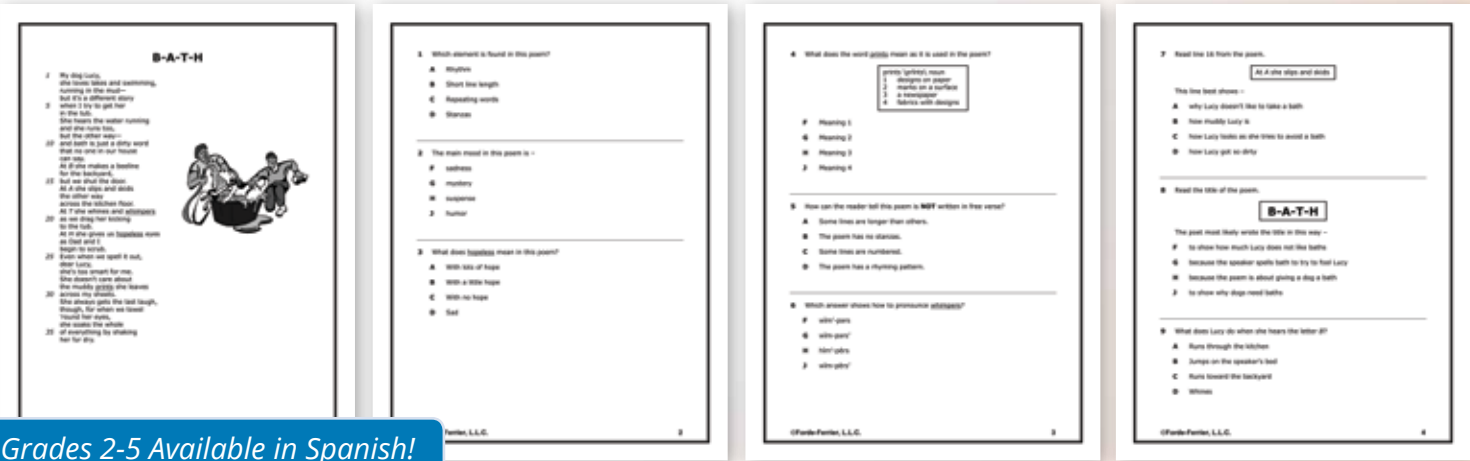 B-A-T-H
1 My dog Lucy,
she loves lakes and swimming,
running in the mud—
but it's a different story
5 when I try to get her
in the tub.
She hears the water running
and she runs too,
but the other way—
10 and bath is just a dirty word
that no one in our house
can say.
At B she makes a beeline
for the backyard,
15 but we shut the door.
At A she slips and skids
the other way
across the kitchen floor.
At T she whines and whimpers
20 as we drag her kicking
to the tub.
At H she gives us hopeless eyes
as Dad and I
begin to scrub.
25 Even when we spell it out,
dear Lucy,
she's too smart for me.
She doesn't care about
the muddy prints she leaves
30 across my sheets.
She always gets the last laugh,
though, for when we towel
'round her eyes,
she soaks the whole
35 of everything by shaking
her fur dry.
Grades 2-5 Available in Spanish!
1 Which element is found in this poem?
A Rhythm
B Short line length
C Repeating words
D Stanzas
2 The main mood in this poem is –
F sadness
G mystery
H suspense
J humor
3 What does hopeless mean in this poem?
A With lots of hope
B With a little hope
C With no hope
D Sad
Ferrier, L.L.C.
2
4 What does the word prints mean as it is used in the poem?
prints \prints\ noun
1 designs on paper
2 marks on a surface
3 a newspaper
4 fabrics with designs
F Meaning 1
G Meaning 2
H Meaning 3
J Meaning 4
5 How can the reader tell this poem is NOT written in free verse?
A Some lines are longer than others.
B The poem has no stanzas.
C Some lines are numbered.
D The poem has a rhyming pattern.
6 Which answer shows how to pronounce whimpers?
F
G
H
J
©Forde-Ferrier, L.L.C.
3
7 Read line 16 from the poem.
At A she slips and skids
This line best shows –
A why Lucy doesn't like to take a bath
B how muddy Lucy is
C how Lucy looks as she tries to avoid a bath
D how Lucy got so dirty
8 Read the title of the poem.
B-A-T-H
The poet most likely wrote the title in this way –
F to show how much Lucy does not like baths
G because the speaker spells bath to try to fool Lucy
H because the poem is about giving a dog a bath
J to show why dogs need baths
9 What does Lucy do when she hears the letter B?
A Runs through the kitchen
B Jumps on the speaker's bed
C Runs toward the backyard
D Whines
©Forde-Ferrier, L.L.C.
4